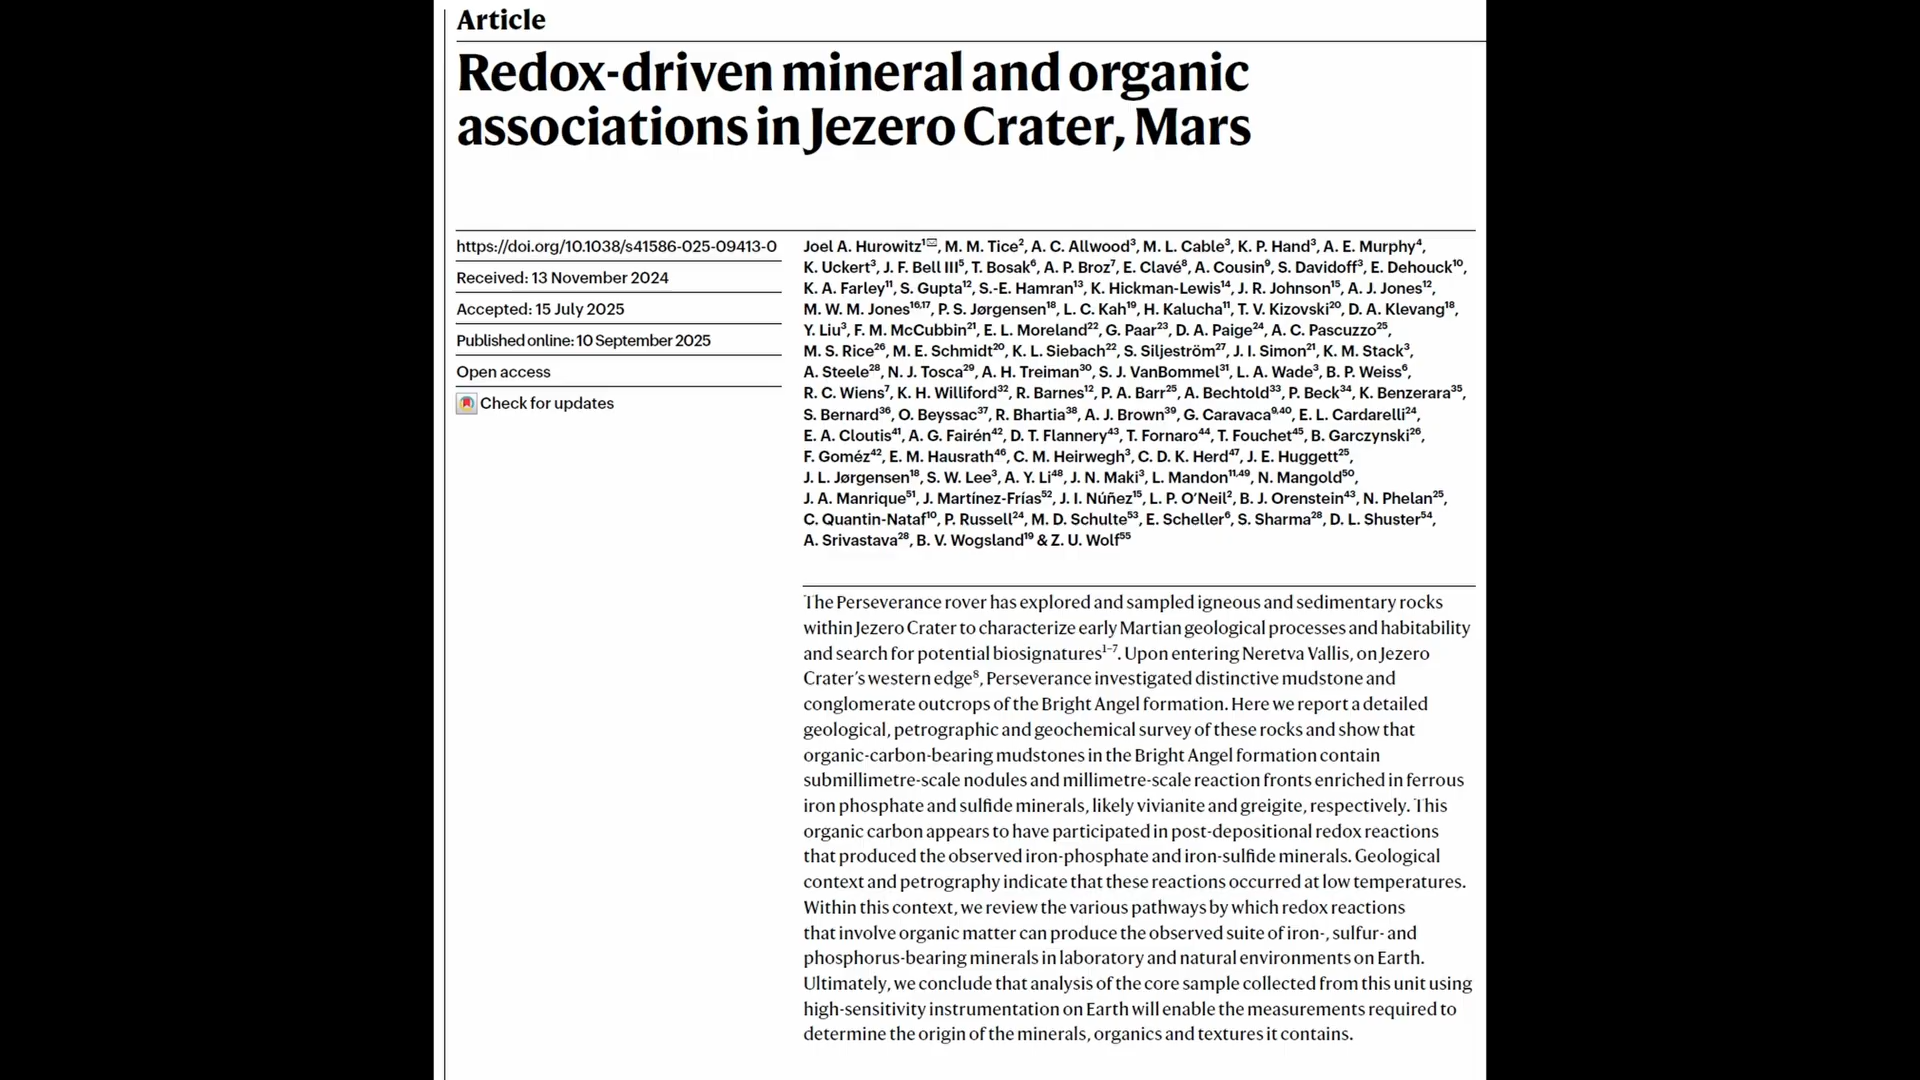 Article
Redox-driven mineral and organic
associations in Jezero Crater, Mars
https://doi.org/10.1038/s41586-025-09413-0
Received: 13 November 2024
Accepted: 15 July 2025
Published online: 10 September 2025
Open access
Check for updates
Joel A. Hurowitz¹✉, M. M. Tice², A. C. Allwood³, M. L. Cable³, K. P. Hand³, A. E. Murphy⁴,
K. Uckert³, J. F. Bell III⁵, T. Bosak⁶, A. P. Broz⁷, E. Clavé⁸, A. Cousin⁹, S. Davidoff³, E. Dehouck¹⁰,
K. A. Farley¹¹, S. Gupta¹², S.-E. Hamran¹³, K. Hickman-Lewis¹⁴, J. R. Johnson¹⁵, A. J. Jones¹²,
M. W. M. Jones¹⁶,¹⁷, P. S. Jørgensen¹⁸, L. C. Kah¹⁹, H. Kalucha¹¹, T. V. Kizovski²⁰, D. A. Klevang¹⁸,
Y. Liu³, F. M. McCubbin²¹, E. L. Moreland²², G. Paar²³, D. A. Paige²⁴, A. C. Pascuzzo²⁵,
M. S. Rice²⁶, M. E. Schmidt²⁰, K. L. Siebach²², S. Siljeström²⁷, J. I. Simon²¹, K. M. Stack³,
A. Steele²⁸, N. J. Tosca²⁹, A. H. Treiman³⁰, S. J. VanBommel³¹, L. A. Wade³, B. P. Weiss⁶,
R. C. Wiens⁷, K. H. Williford³², R. Barnes¹², P. A. Barr²⁵, A. Bechtold³³, P. Beck³⁴, K. Benzerara³⁵,
S. Bernard³⁶, O. Beyssac³⁷, R. Bhartia³⁸, A. J. Brown³⁹, G. Caravaca⁹,⁴⁰, E. L. Cardarelli²⁴,
E. A. Cloutis⁴¹, A. G. Fairén⁴², D. T. Flannery⁴³, T. Fornaro⁴⁴, T. Fouchet⁴⁵, B. Garczynski²⁶,
F. Goméz⁴², E. M. Hausrath⁴⁶, C. M. Heirwegh³, C. D. K. Herd⁴⁷, J. E. Huggett²⁵,
J. L. Jørgensen¹⁸, S. W. Lee³, A. Y. Li⁴⁸, J. N. Maki³, L. Mandon¹¹,⁴⁹, N. Mangold⁵⁰,
J. A. Manrique⁵¹, J. Martínez-Frías⁵², J. I. Núñez¹⁵, L. P. O’Neil², B. J. Orenstein⁴³, N. Phelan²⁵,
C. Quantin-Nataf¹⁰, P. Russell²⁴, M. D. Schulte⁵³, E. Scheller⁶, S. Sharma²⁸, D. L. Shuster⁵⁴,
A. Srivastava²⁸, B. V. Wogsland¹⁹ & Z. U. Wolf⁵⁵
The Perseverance rover has explored and sampled igneous and sedimentary rocks
within Jezero Crater to characterize early Martian geological processes and habitability
and search for potential biosignatures¹⁻⁷. Upon entering Neretva Vallis, on Jezero
Crater’s western edge⁸, Perseverance investigated distinctive mudstone and
conglomerate outcrops of the Bright Angel formation. Here we report a detailed
geological, petrographic and geochemical survey of these rocks and show that
organic-carbon-bearing mudstones in the Bright Angel formation contain
submillimetre-scale nodules and millimetre-scale reaction fronts enriched in ferrous
iron phosphate and sulfide minerals, likely vivianite and greigite, respectively. This
organic carbon appears to have participated in post-depositional redox reactions
that produced the observed iron-phosphate and iron-sulfide minerals. Geological
context and petrography indicate that these reactions occurred at low temperatures.
Within this context, we review the various pathways by which redox reactions
that involve organic matter can produce the observed suite of iron-, sulfur- and
phosphorus-bearing minerals in laboratory and natural environments on Earth.
Ultimately, we conclude that analysis of the core sample collected from this unit using
high-sensitivity instrumentation on Earth will enable the measurements required to
determine the origin of the minerals, organics and textures it contains.